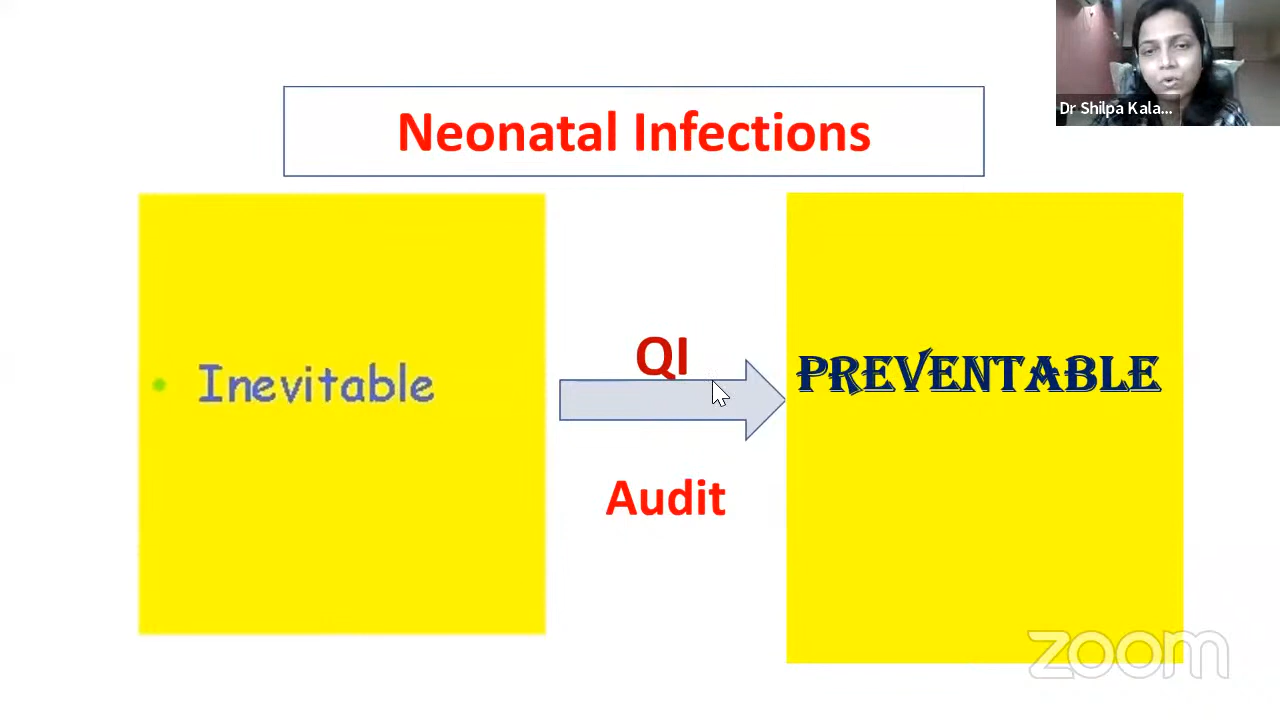 Dr Shilpa Kala...
Neonatal Infections
• Inevitable
QI
Audit
PREVENTABLE
zoom